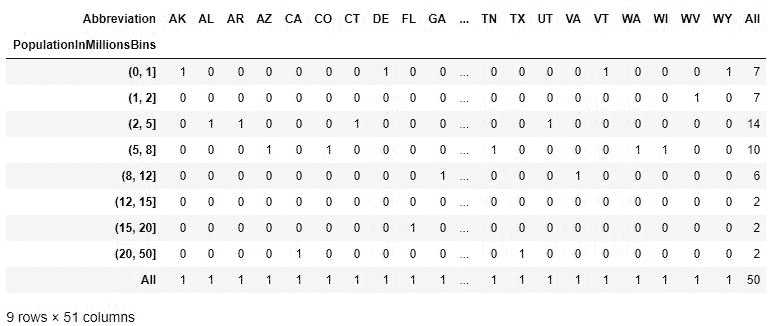 Abbreviation AK AL AR AZ CA CO CT DE FL GA ... TN TX UT VA VT WA WI WV WY All
PopulationInMillionsBins
(0, 1] 1 0 0 0 0 0 0 1 0 0 ... 0 0 0 0 1 0 0 0 1 7
(1, 2] 0 0 0 0 0 0 0 0 0 0 ... 0 0 0 0 0 0 0 1 0 7
(2, 5] 0 1 1 0 0 0 1 0 0 0 ... 0 0 1 0 0 0 0 0 0 14
(5, 8] 0 0 0 1 0 1 0 0 0 0 ... 1 0 0 0 0 1 1 0 0 10
(8, 12] 0 0 0 0 0 0 0 0 0 1 ... 0 0 0 1 0 0 0 0 0 6
(12, 15] 0 0 0 0 0 0 0 0 0 0 ... 0 0 0 0 0 0 0 0 0 2
(15, 20] 0 0 0 0 0 0 0 0 1 0 ... 0 0 0 0 0 0 0 0 0 2
(20, 50] 0 0 0 0 1 0 0 0 0 0 ... 0 1 0 0 0 0 0 0 0 2
All 1 1 1 1 1 1 1 1 1 1 ... 1 1 1 1 1 1 1 1 1 50
9 rows × 51 columns